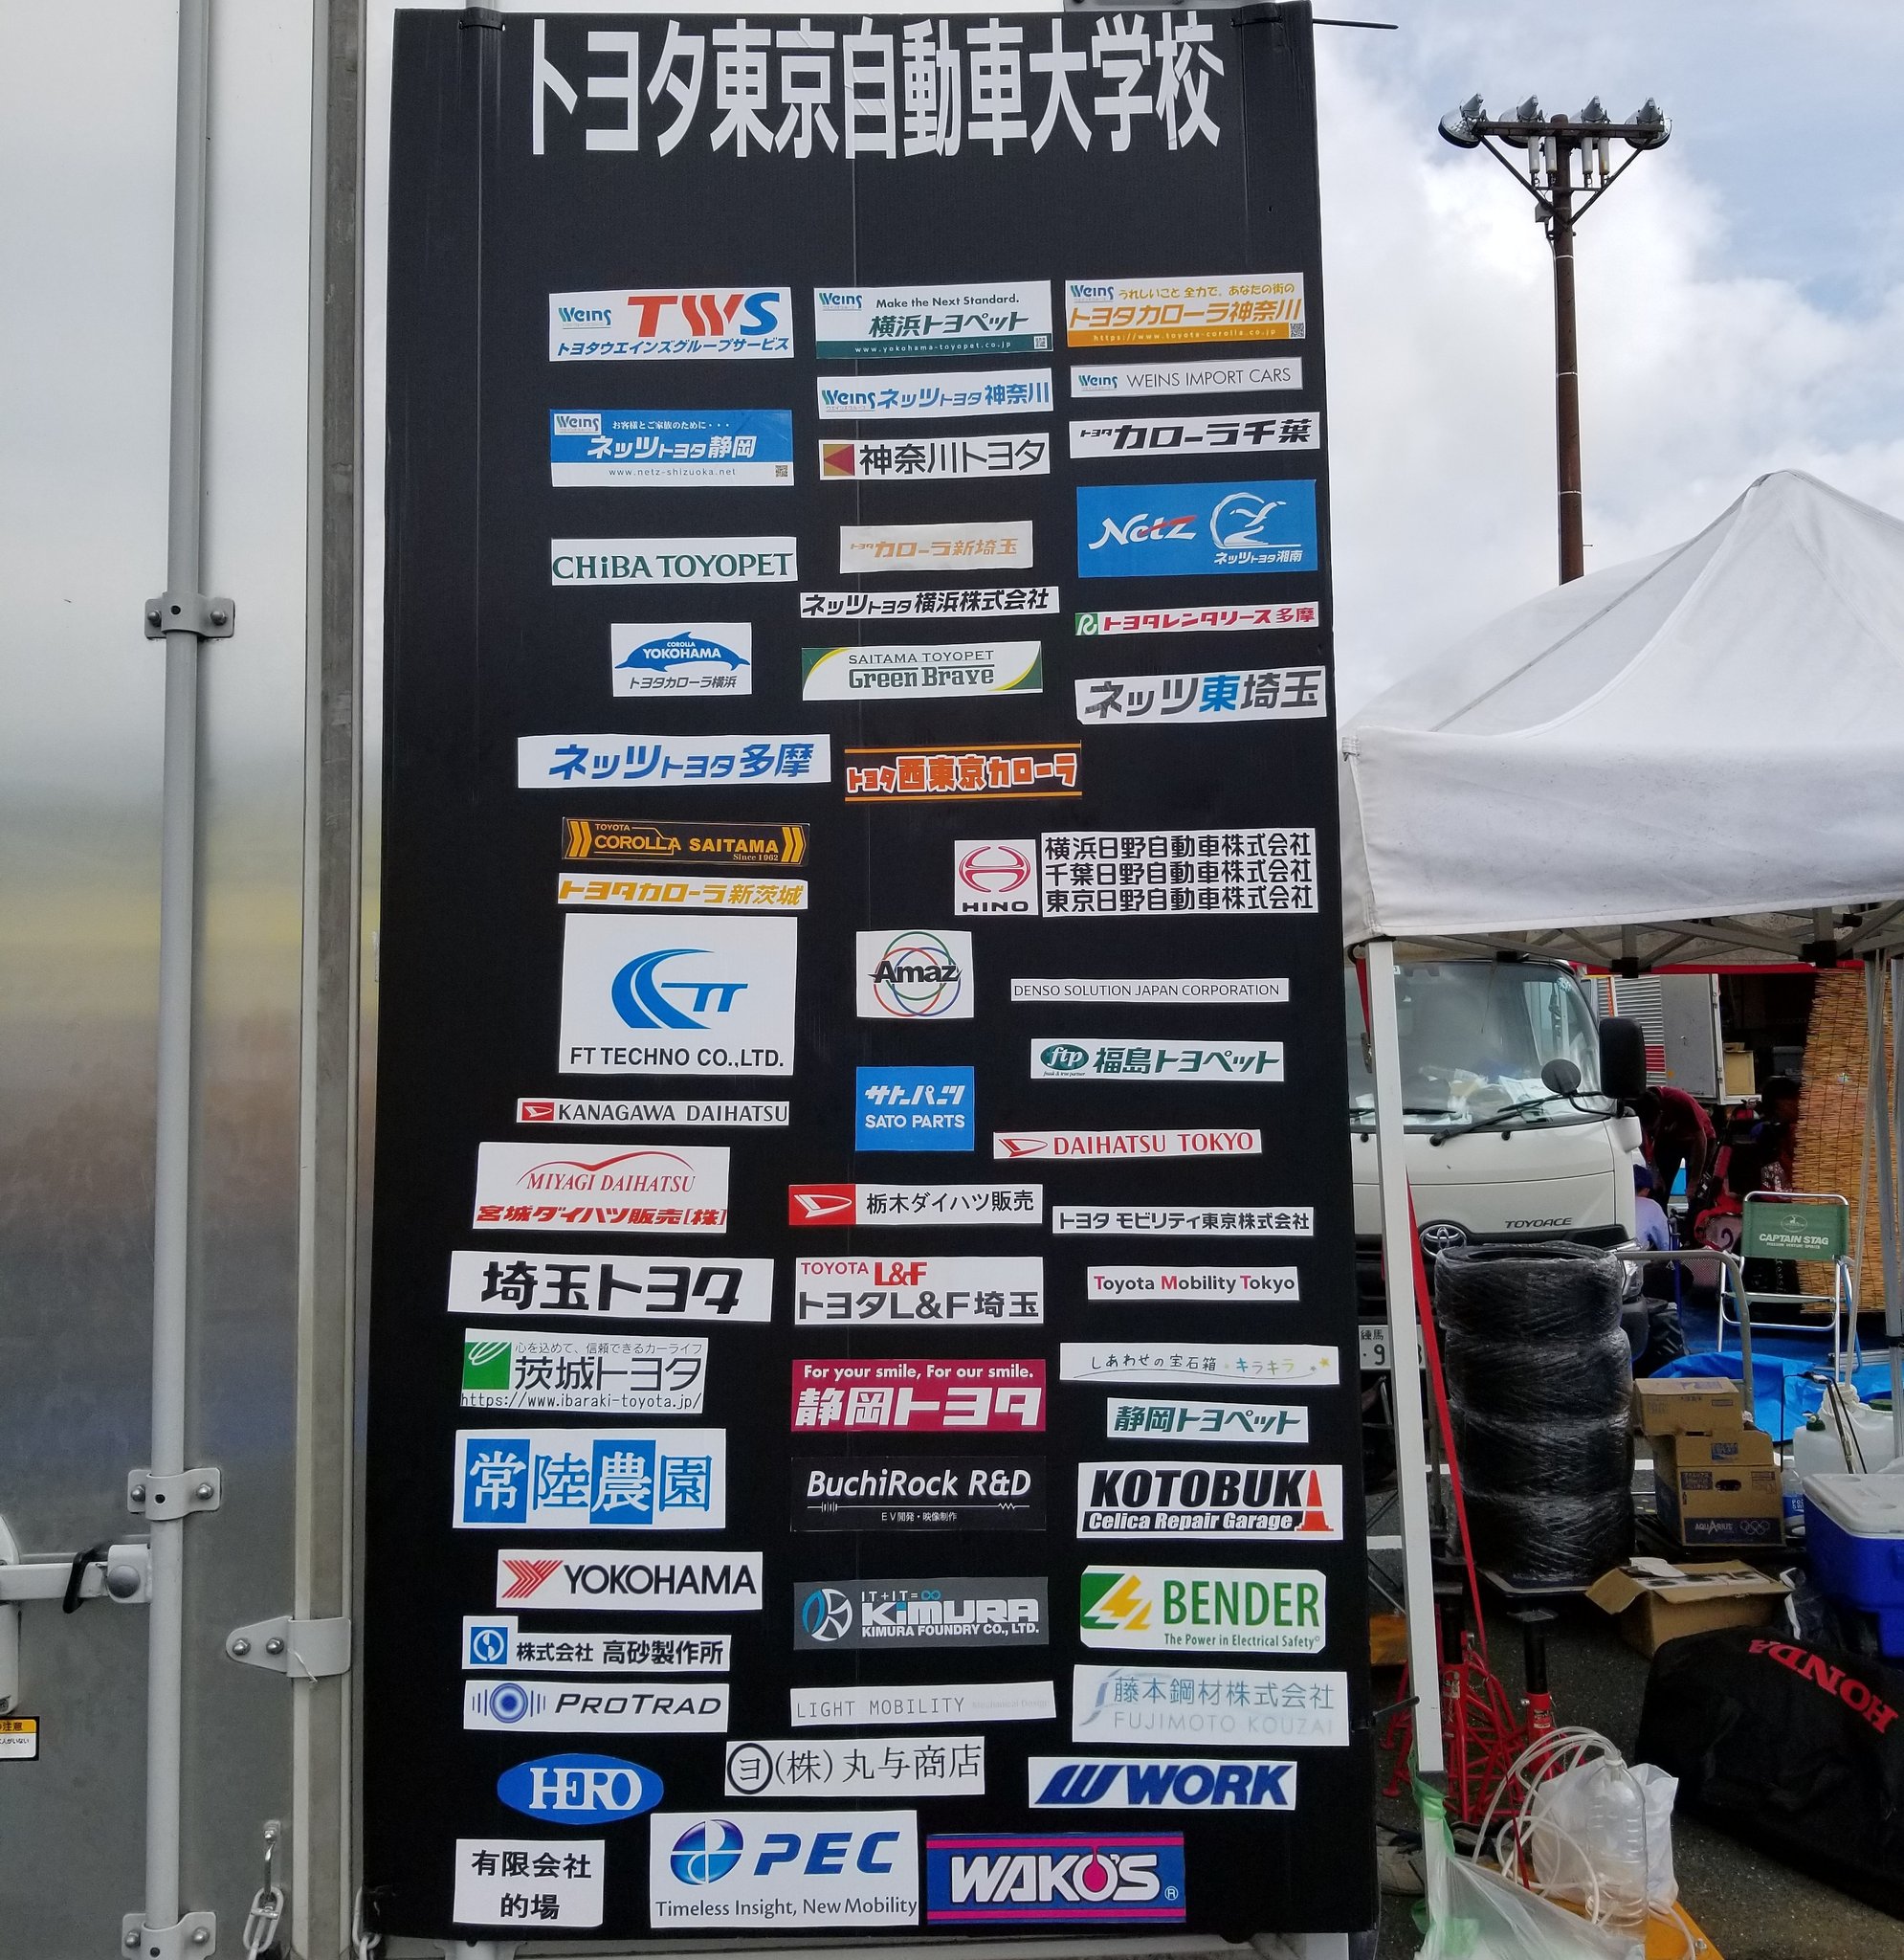 トヨタ東京自動車大学校
Weins TWS
トヨタウエインズグループサービス
Weins Make the Next Standard.
横浜トヨペット
www.yokohama-toyopet.co.jp
Weins うれしいこと 全力で。あなたの街の
トヨタカローラ神奈川
https://www.toyota-corolla.co.jp
Weins ネッツトヨタ神奈川
Weins WEINS IMPORT CARS
Weins お客様とご家族のために・・・
ネッツトヨタ静岡
www.netz-shizuoka.net
神奈川トヨタ
トヨタカローラ千葉
CHiBA TOYOPET
トヨタカローラ新埼玉
Netz
ネッツトヨタ湘南
ネッツトヨタ横浜株式会社
トヨタレンタリース多摩
COROLLA
YOKOHAMA
トヨタカローラ横浜
SAITAMA TOYOPET
Green Brave
ネッツ東埼玉
ネッツトヨタ多摩
トヨタ西東京カローラ
TOYOTA
COROLLA SAITAMA
Since 1962
トヨタカローラ新茨城
HINO
横浜日野自動車株式会社
千葉日野自動車株式会社
東京日野自動車株式会社
FT TECHNO CO.,LTD.
Amaz
DENSO SOLUTION JAPAN CORPORATION
ftp 福島トヨペット
KANAGAWA DAIHATSU
サトーパーツ
SATO PARTS
DAIHATSU TOKYO
MIYAGI DAIHATSU
宮城ダイハツ販売[株]
栃木ダイハツ販売
トヨタ モビリティ東京株式会社
埼玉トヨタ
TOYOTA L&F
トヨタL&F埼玉
Toyota Mobility Tokyo
心を込めて、信頼できるカーライフ
茨城トヨタ
https://www.ibaraki-toyota.jp/
For your smile, For our smile.
静岡トヨタ
しあわせの宝石箱・キラキラ
静岡トヨペット
常陸農園
BuchiRock R&D
EV開発・映像制作
KOTOBUKI
Celica Repair Garage
YOKOHAMA
IT+IT=∞
KiMURA
KIMURA FOUNDRY CO., LTD.
BENDER
The Power in Electrical Safety
株式会社 高砂製作所
PROTRAD
LIGHT MOBILITY
藤本鋼材株式会社
FUJIMOTO KOUZAI
HERO
ヨ(株)丸与商店
WORK
有限会社
的場
PEC
Timeless Insight, New Mobility
WAKO'S ®
TOYOACE
CAPTAIN STAG
練馬
9
AQUARIUS
HONDA
の注意